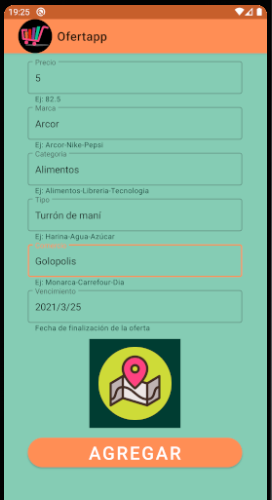 19:25
Ofertapp
Precio
5
Ej: 82.5
Marca
Arcor
Ej: Arcor-Nike-Pepsi
Categoria
Alimentos
Ej: Alimentos-Libreria-Tecnología
Tipo
Turrón de maní
Ej: Harina-Agua-Azúcar
Golopolis
Ej: Monarca-Carrefour-Dia
Vencimiento
2021/3/25
Fecha de finalización de la oferta
AGREGAR